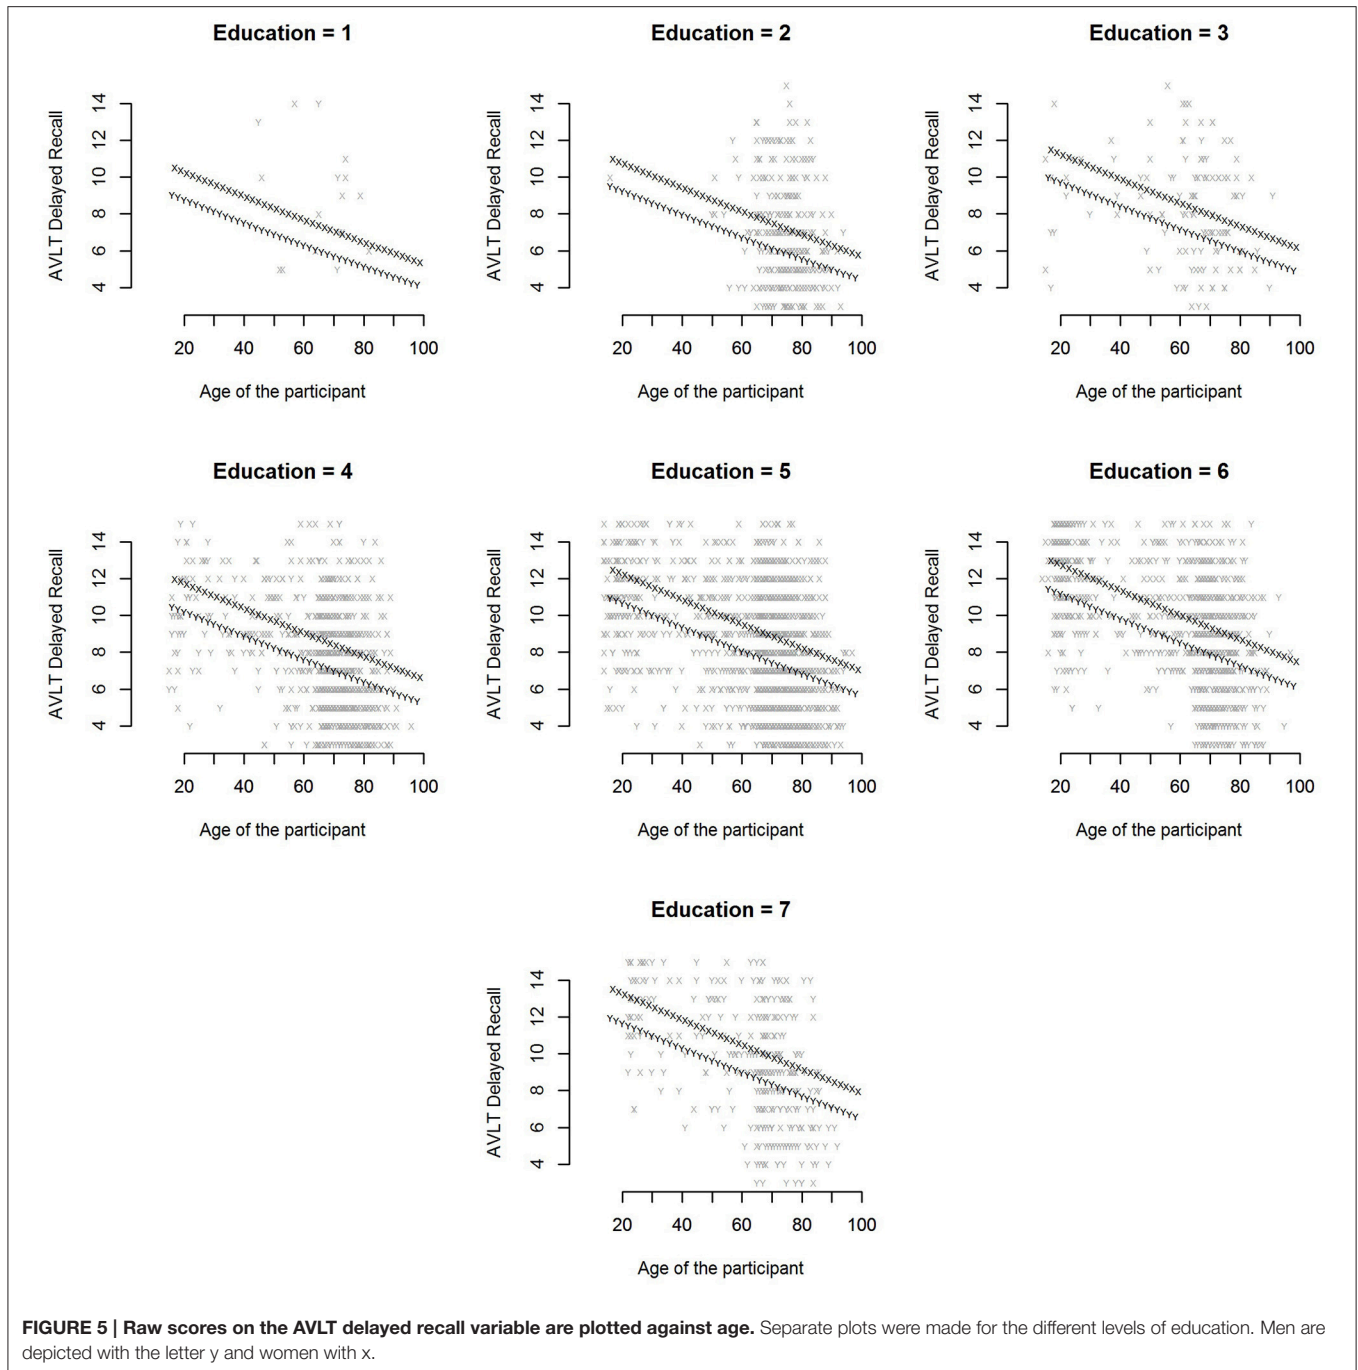 Education = 1
Education = 2
Education = 3
AVLT Delayed Recall
14
12
10
8
6
4
20 40 60 80 100
Age of the participant
AVLT Delayed Recall
14
12
10
8
6
4
20 40 60 80 100
Age of the participant
AVLT Delayed Recall
14
12
10
8
6
4
20 40 60 80 100
Age of the participant
Education = 4
Education = 5
Education = 6
AVLT Delayed Recall
14
12
10
8
6
4
20 40 60 80 100
Age of the participant
AVLT Delayed Recall
14
12
10
8
6
4
20 40 60 80 100
Age of the participant
AVLT Delayed Recall
14
12
10
8
6
4
20 40 60 80 100
Age of the participant
Education = 7
AVLT Delayed Recall
14
12
10
8
6
4
20 40 60 80 100
Age of the participant
FIGURE 5 | Raw scores on the AVLT delayed recall variable are plotted against age. Separate plots were made for the different levels of education. Men are
depicted with the letter y and women with x.